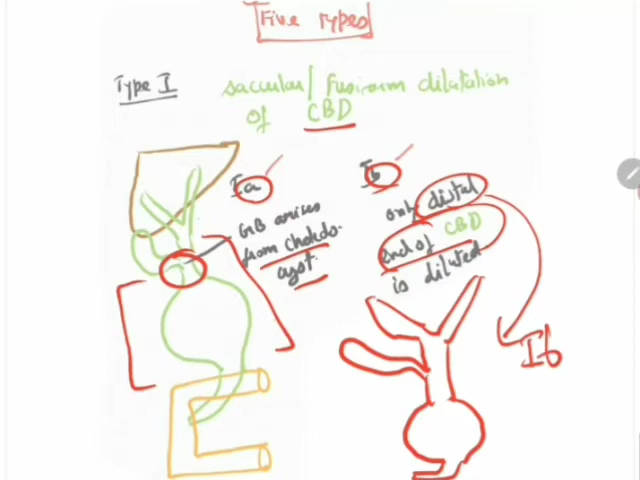 Five Types
Type I
saccular/ fusiform dilatation
of CBD
Ia
GB arises
from choledo-
cyst.
Ib
only distal
end of CBD
is dilated
Ib